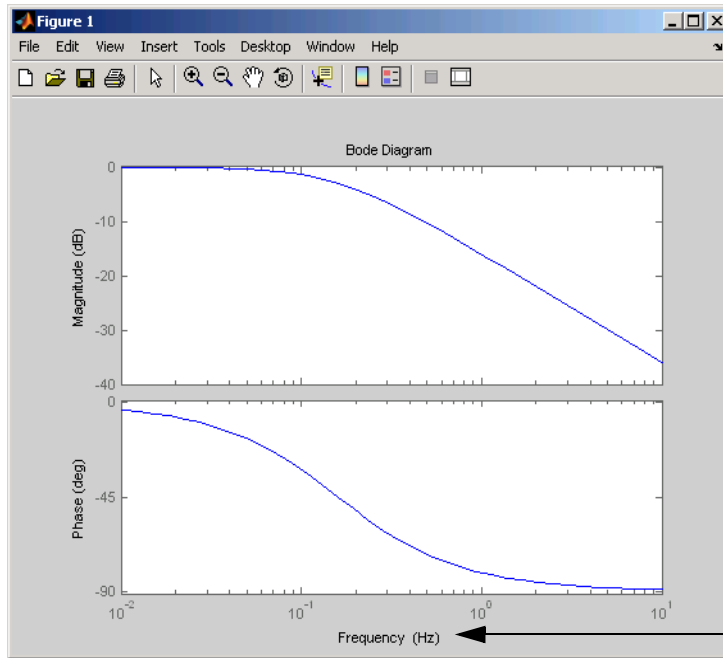 Figure 1
File Edit View Insert Tools Desktop Window Help
Bode Diagram
Magnitude (dB)
0
-10
-20
-30
-40
Phase (deg)
0
-45
-90
10^-2 10^-1 10^0 10^1
Frequency (Hz)